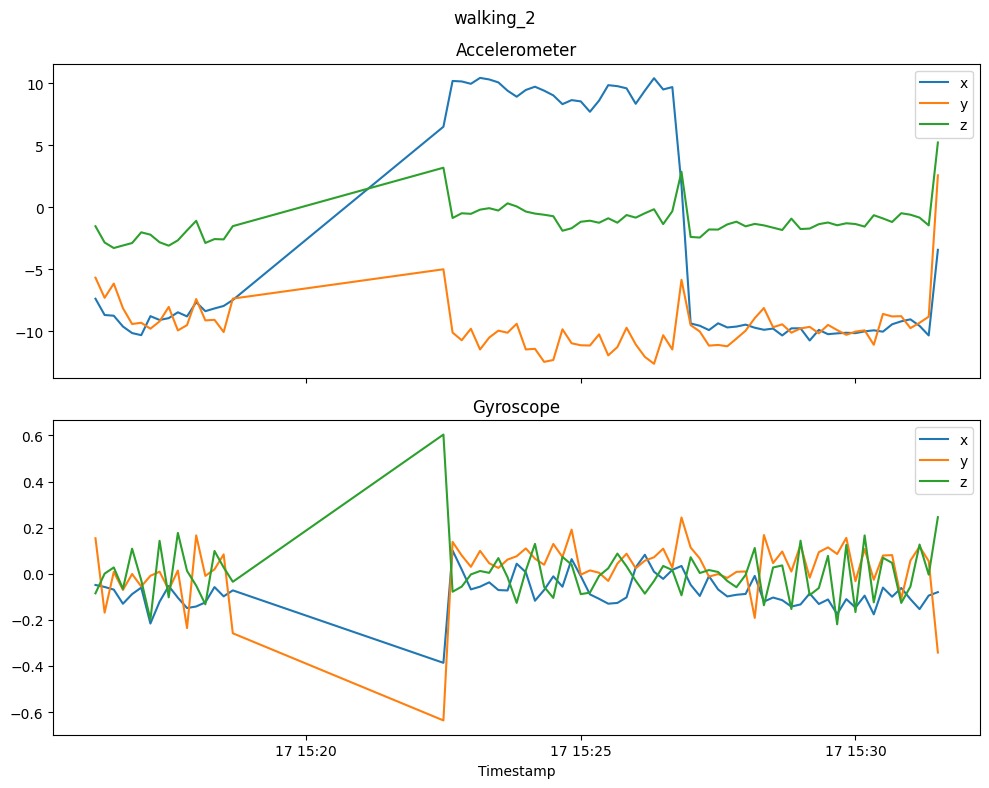 walking_2
Accelerometer
x
y
z
10
5
0
−5
−10
Gyroscope
x
y
z
0.6
0.4
0.2
0.0
−0.2
−0.4
−0.6
17 15:20
17 15:25
17 15:30
Timestamp